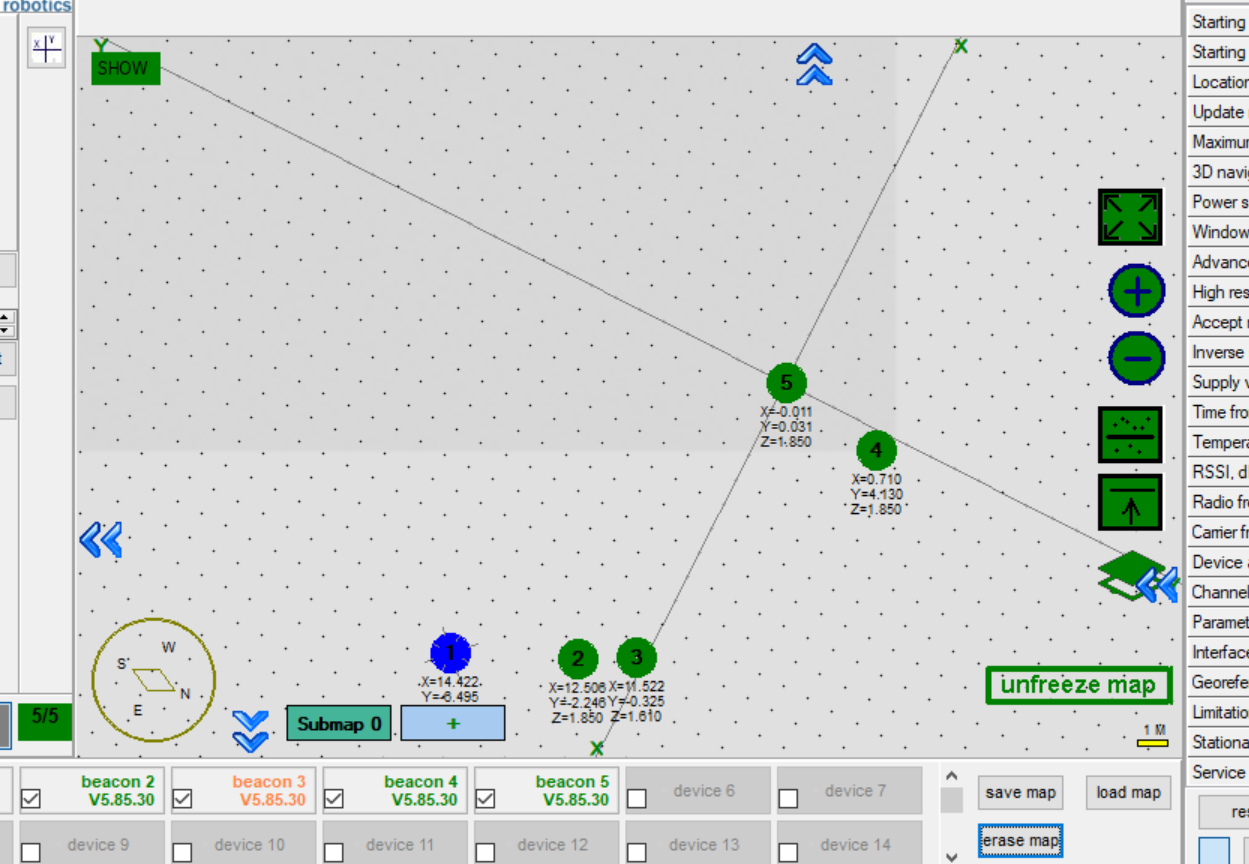 robotics
X Y
Y
SHOW
X
5
X=-0.011
Y=0.031
Z=1.850
4
X=0.710
Y=4.130
Z=1.850
1
X=14.422
Y=-6.495
2
X=12.506
Y=-2.246
Z=1.850
3
X=11.522
Y=-0.325
Z=1.610
X
W
S
N
E
5/5
Submap 0
+
unfreeze map
1 M
beacon 2
V5.85.30
beacon 3
V5.85.30
beacon 4
V5.85.30
beacon 5
V5.85.30
device 6
device 7
device 9
device 10
device 11
device 12
device 13
device 14
save map
load map
erase map
Starting
Starting
Location
Update
Maximum
3D navig
Power s
Window
Advance
High res
Accept r
Inverse
Supply v
Time fro
Tempera
RSSI, d
Radio fr
Carrier fr
Device a
Channel
Paramet
Interface
Georefer
Limitation
Stationa
Service
res